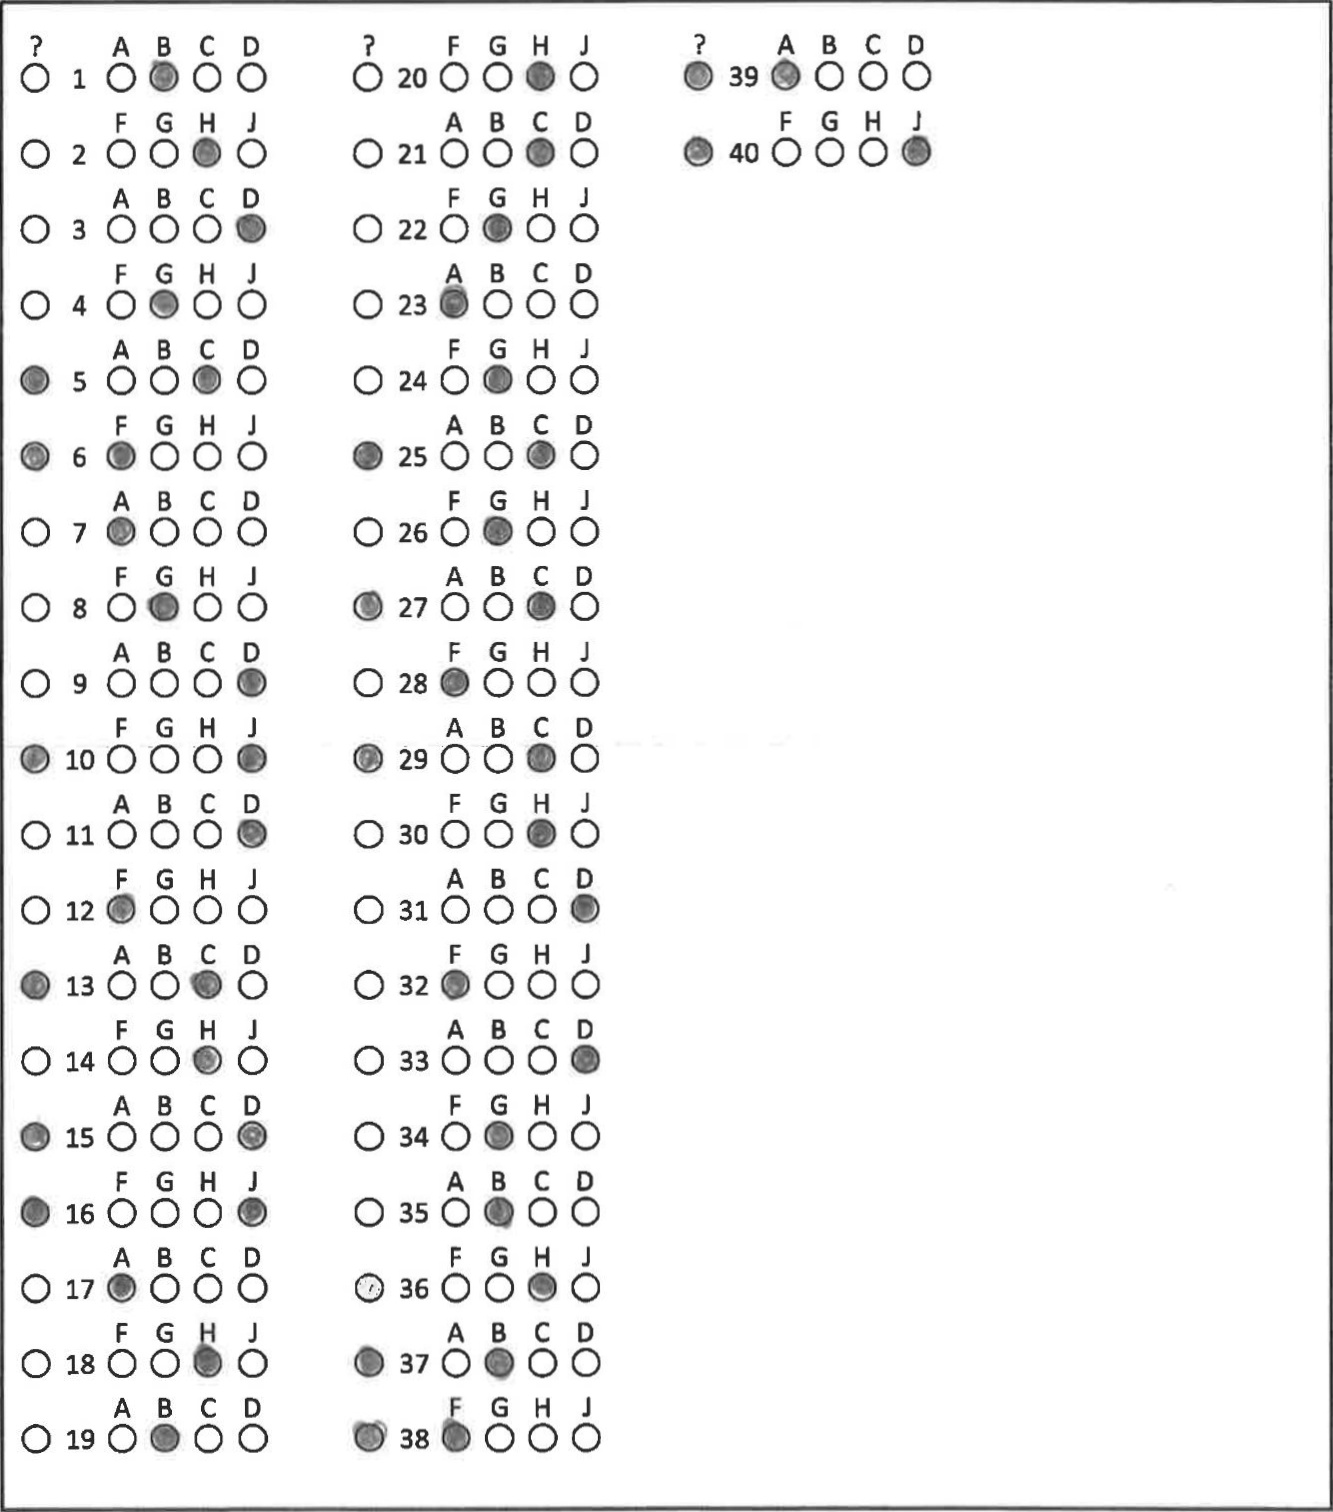 ? A B C D
1
F G H J
2
A B C D
3
F G H J
4
A B C D
5
F G H J
6
A B C D
7
F G H J
8
A B C D
9
F G H J
10
A B C D
11
F G H J
12
A B C D
13
F G H J
14
A B C D
15
F G H J
16
A B C D
17
F G H J
18
A B C D
19
? F G H J
20
A B C D
21
F G H J
22
A B C D
23
F G H J
24
A B C D
25
F G H J
26
A B C D
27
F G H J
28
A B C D
29
F G H J
30
A B C D
31
F G H J
32
A B C D
33
F G H J
34
A B C D
35
F G H J
36
A B C D
37
F G H J
38
? A B C D
39
F G H J
40